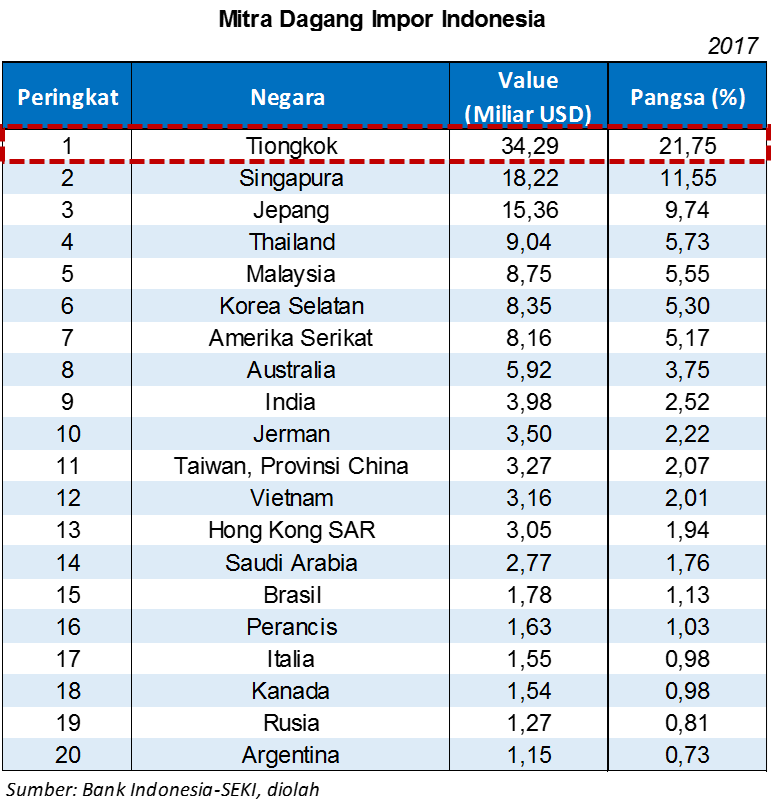 Mitra Dagang Impor Indonesia
2017
Peringkat Negara Value (Miliar USD) Pangsa (%)
1 Tiongkok 34,29 21,75
2 Singapura 18,22 11,55
3 Jepang 15,36 9,74
4 Thailand 9,04 5,73
5 Malaysia 8,75 5,55
6 Korea Selatan 8,35 5,30
7 Amerika Serikat 8,16 5,17
8 Australia 5,92 3,75
9 India 3,98 2,52
10 Jerman 3,50 2,22
11 Taiwan, Provinsi China 3,27 2,07
12 Vietnam 3,16 2,01
13 Hong Kong SAR 3,05 1,94
14 Saudi Arabia 2,77 1,76
15 Brasil 1,78 1,13
16 Perancis 1,63 1,03
17 Italia 1,55 0,98
18 Kanada 1,54 0,98
19 Rusia 1,27 0,81
20 Argentina 1,15 0,73
Sumber: Bank Indonesia-SEKI, diolah